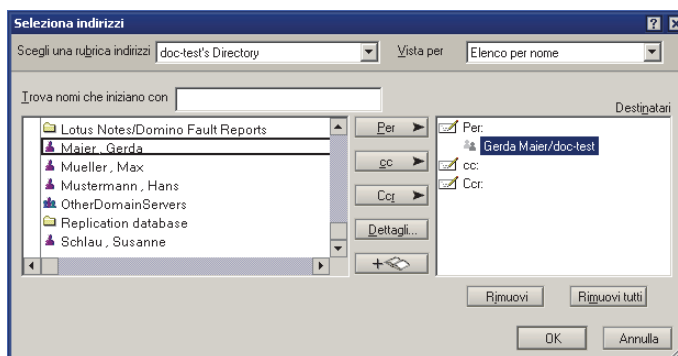 Seleziona indirizzi
Scegli una rubrica indirizzi doc-test's Directory Vista per Elenco per nome
Trova nomi che iniziano con
Destinatari
Lotus Notes/Domino Fault Reports
Maier , Gerda
Mueller , Max
Mustermann , Hans
OtherDomainServers
Replication database
Schlau , Susanne
Per
cc
Ccr
Dettagli...
Per:
Gerda Maier/doc-test
cc:
Ccr:
Rimuovi Rimuovi tutti
OK Annulla